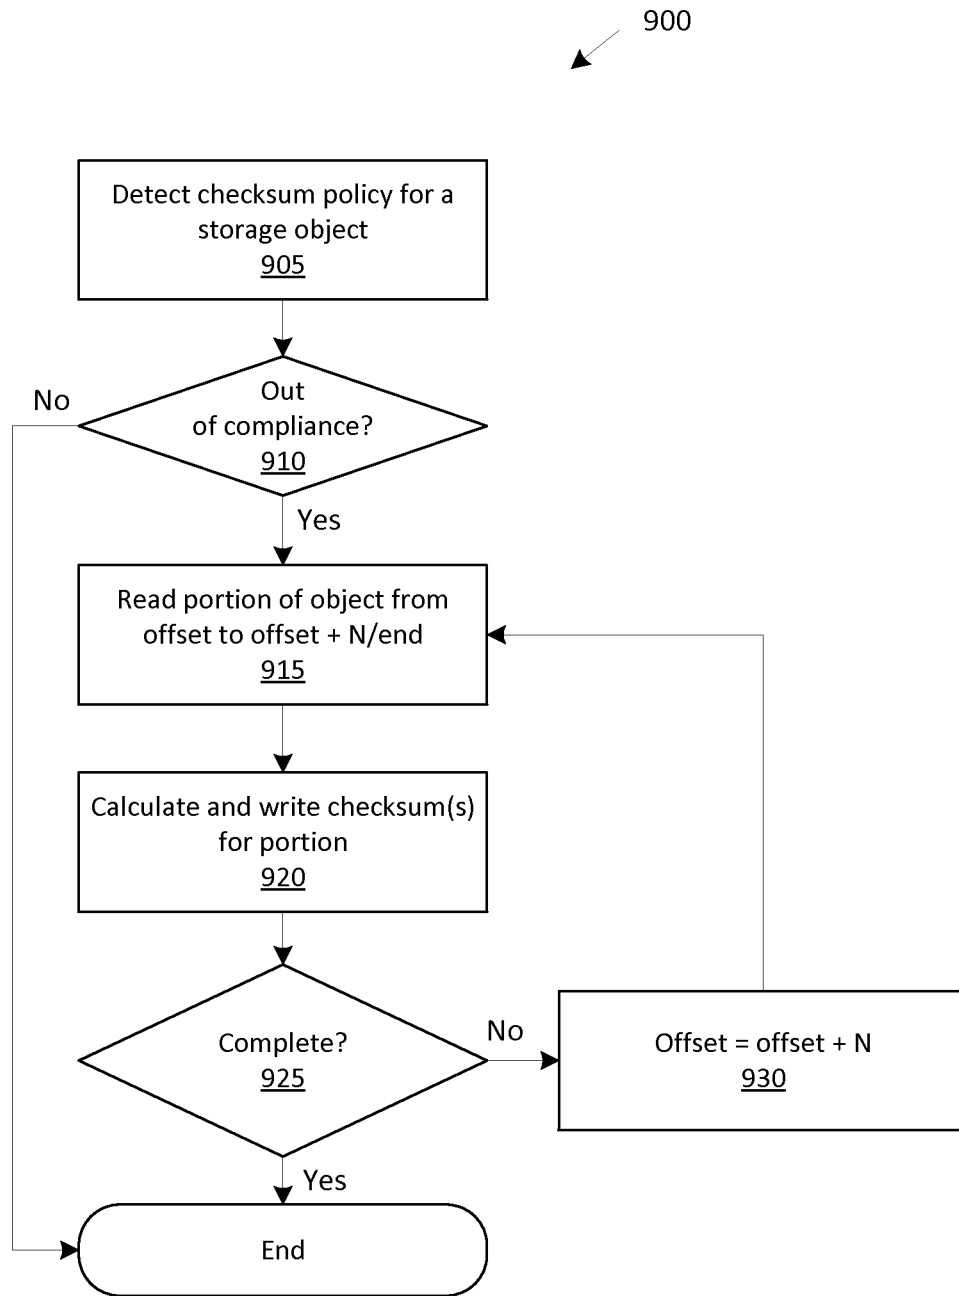 900
Detect checksum policy for a
storage object
905
Out
of compliance?
910
No
Yes
Read portion of object from
offset to offset + N/end
915
Calculate and write checksum(s)
for portion
920
Complete?
925
No
Offset = offset + N
930
Yes
End